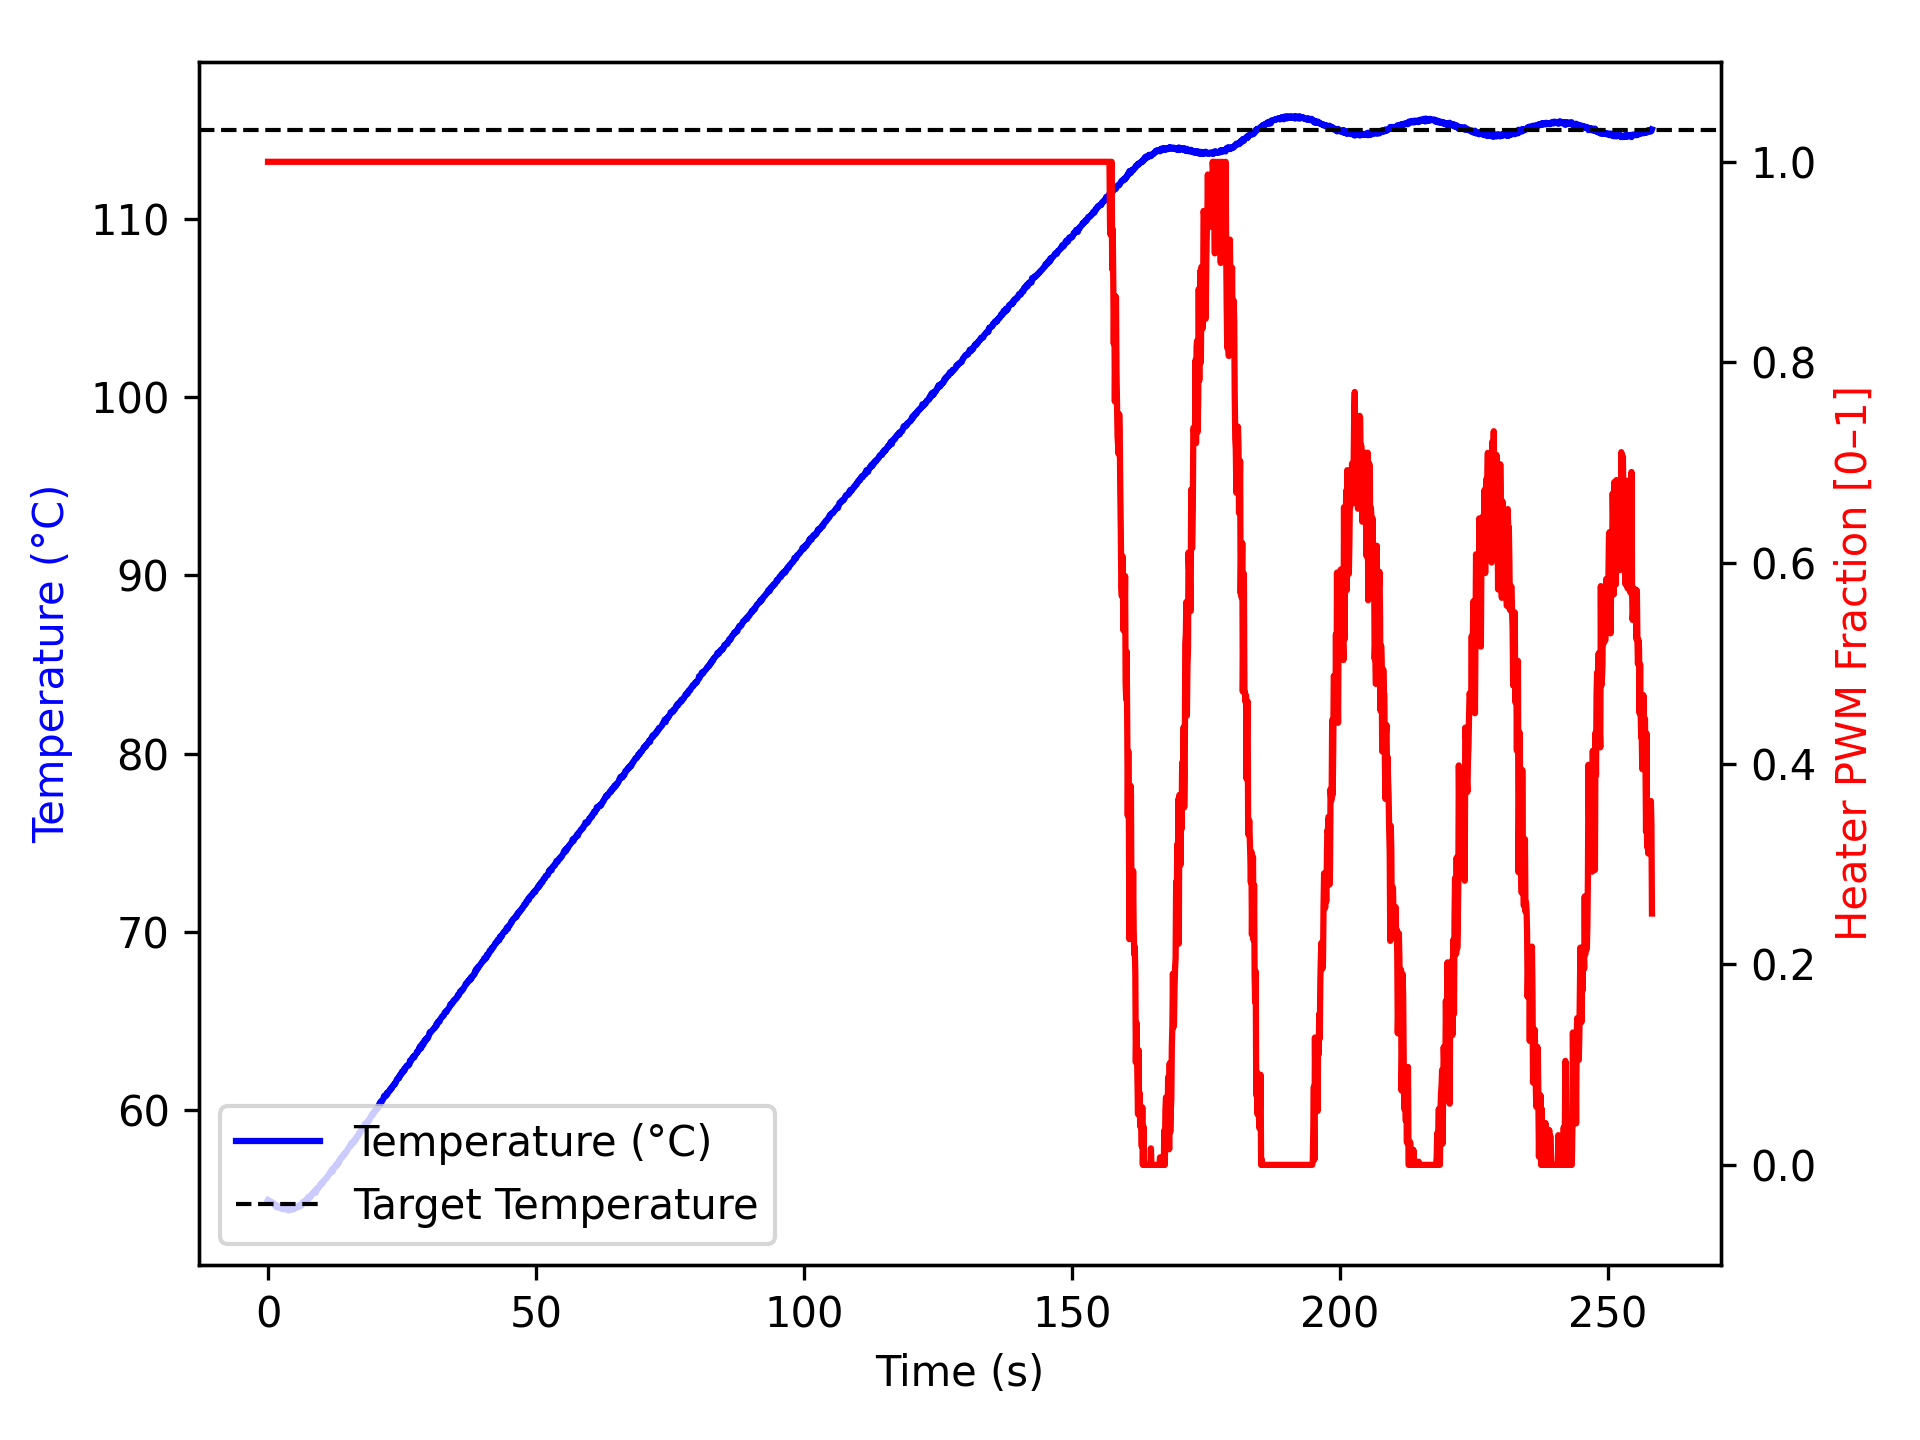 110
100
90
80
70
60
Temperature (°C)
1.0
0.8
0.6
0.4
0.2
0.0
Heater PWM Fraction [0–1]
Temperature (°C)
Target Temperature
0 50 100 150 200 250
Time (s)